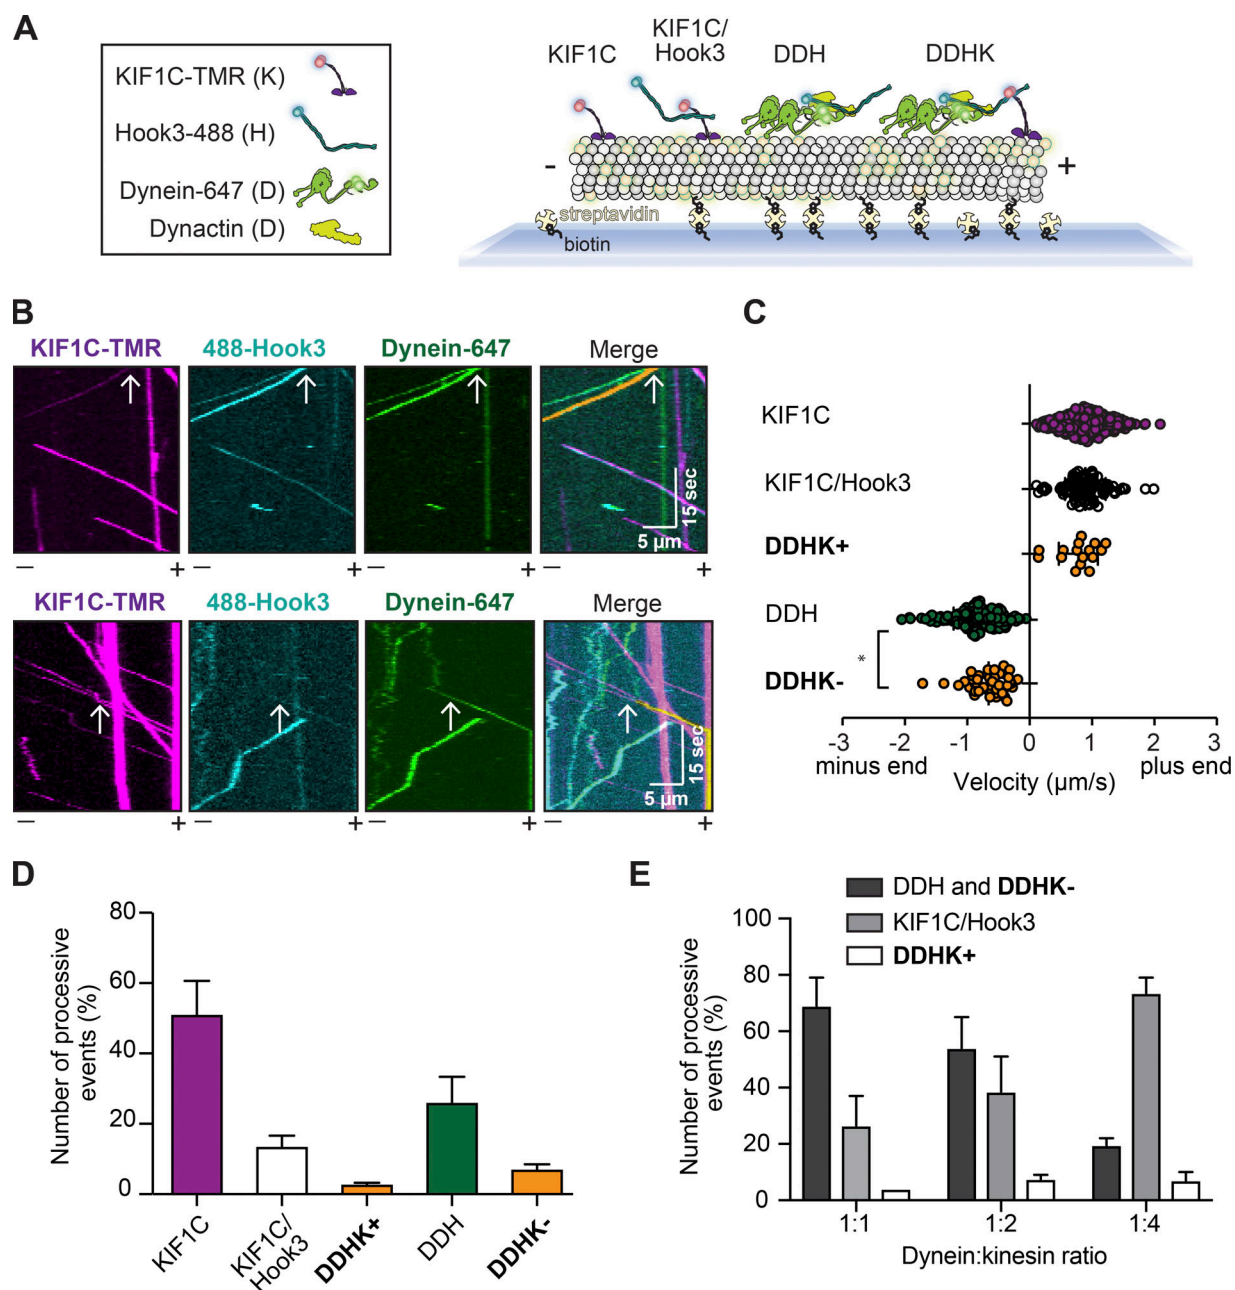 A
KIF1C-TMR (K)
Hook3-488 (H)
Dynein-647 (D)
Dynactin (D)
KIF1C
KIF1C/
Hook3
DDH
DDHK
-
+
streptavidin
biotin
B
KIF1C-TMR
488-Hook3
Dynein-647
Merge
15 sec
5 µm
– +
– +
– +
– +
KIF1C-TMR
488-Hook3
Dynein-647
Merge
15 sec
5 µm
– +
– +
– +
– +
C
KIF1C
KIF1C/Hook3
DDHK+
DDH
*
DDHK-
-3 -2 -1 0 1 2 3
minus end
plus end
Velocity (µm/s)
D
Number of processive
events (%)
80
60
40
20
0
KIF1C
KIF1C/
Hook3
DDHK+
DDH
DDHK-
E
DDH and DDHK-
KIF1C/Hook3
DDHK+
Number of processive
events (%)
100
80
60
40
20
0
1:1 1:2 1:4
Dynein:kinesin ratio